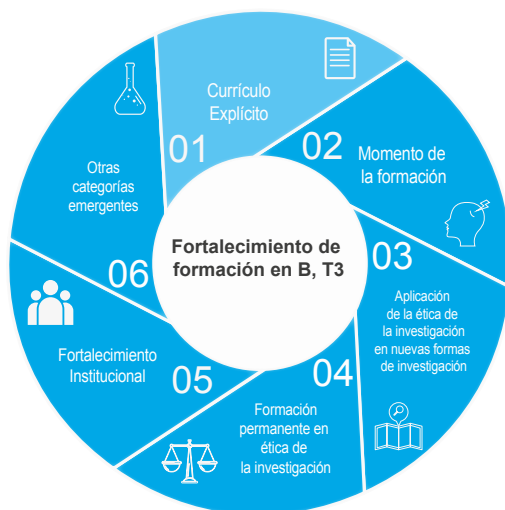 Currículo
Explícito
01
02
Momento de
la formación
03
Aplicación
de la ética de
la investigación
en nuevas formas
de investigación
04
Formación
permanente en
ética de
la investigación
05
Fortalecimiento
Institucional
06
Otras
categorías
emergentes
Fortalecimiento de
formación en B, T3